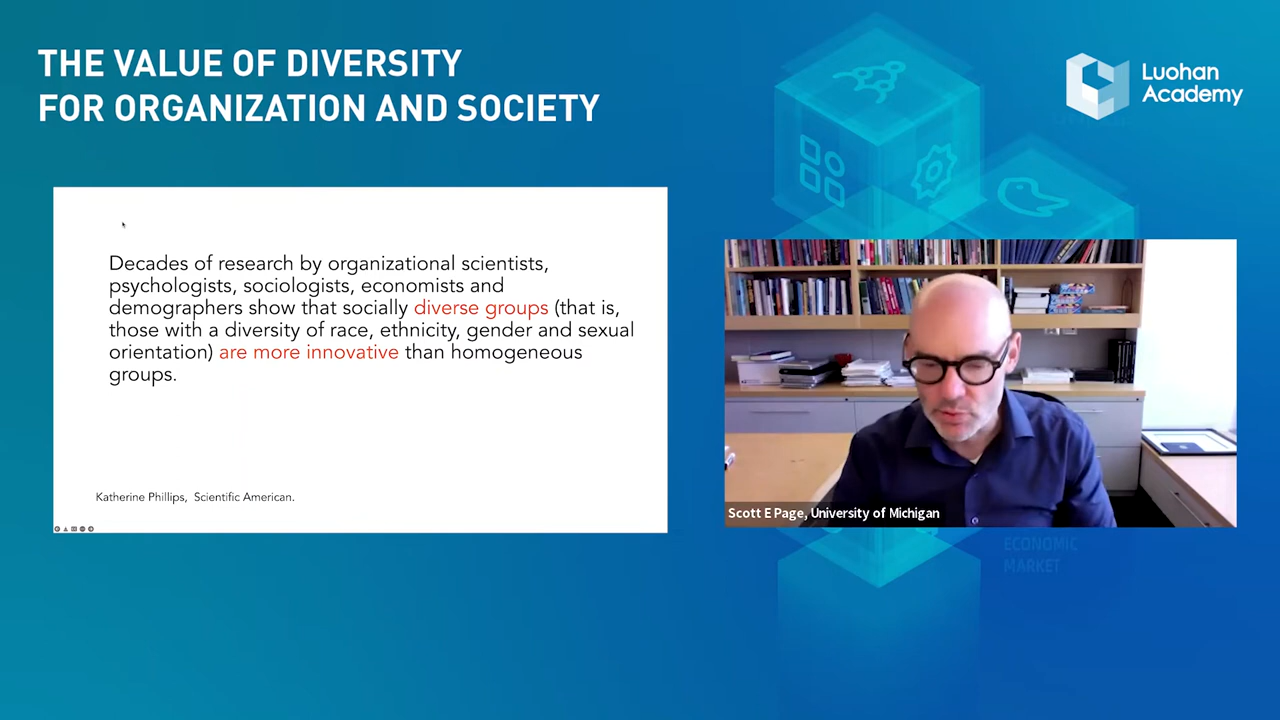 THE VALUE OF DIVERSITY
FOR ORGANIZATION AND SOCIETY
Luohan
Academy
Decades of research by organizational scientists,
psychologists, sociologists, economists and
demographers show that socially diverse groups (that is,
those with a diversity of race, ethnicity, gender and sexual
orientation) are more innovative than homogeneous
groups.
Katherine Phillips, Scientific American.
Scott E Page, University of Michigan
ECONOMIC
MARKET